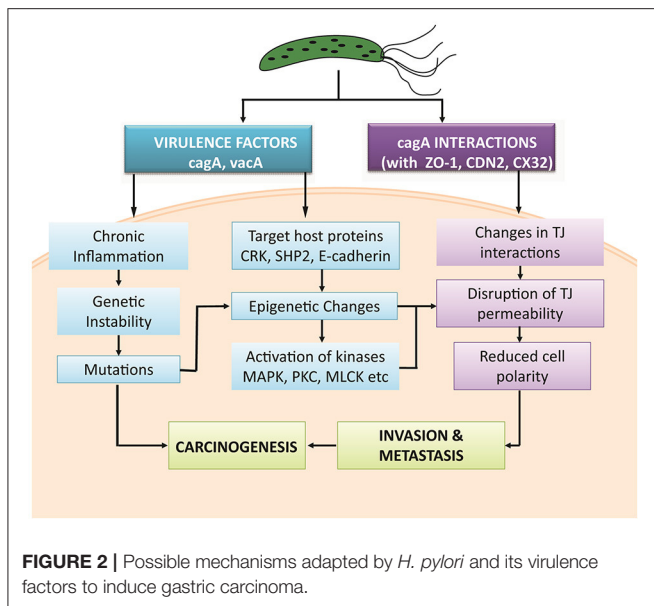 VIRULENCE FACTORS
cagA, vacA
cagA INTERACTIONS
(with ZO-1, CDN2, CX32)
Chronic
Inflammation
Target host proteins
CRK, SHP2, E-cadherin
Changes in TJ
interactions
Genetic
Instability
Epigenetic Changes
Disruption of TJ
permeability
Mutations
Activation of kinases
MAPK, PKC, MLCK etc
Reduced cell
polarity
CARCINOGENESIS
INVASION &
METASTASIS
FIGURE 2 | Possible mechanisms adapted by H. pylori and its virulence
factors to induce gastric carcinoma.